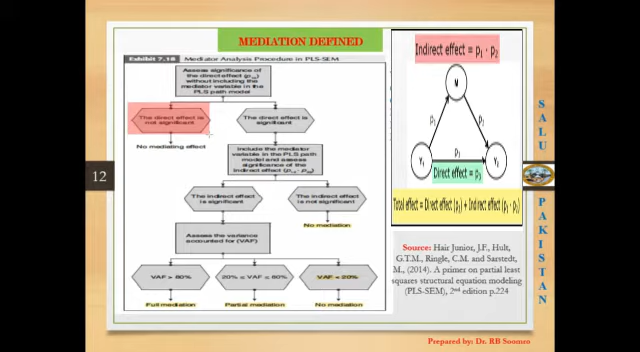 MEDIATION DEFINED
Exhibit 7.18 Mediator Analysis Procedure in PLS-SEM.
Assess significance of
the direct effect
without including the
mediator variable in the
PLS path model
The direct effect is
not significant
The direct effect is
significant
No mediating effect
Include the mediator
variable in the PLS path
model and assess
significance of the
indirect effect
The indirect effect
is significant
The indirect effect
is not significant
No mediation
Assess the variance
accounted for (VAF)
VAF > 80%
20% ≤ VAF ≤ 80%
VAF < 20%
Full mediation
Partial mediation
No mediation
Indirect effect = p₁ · p₂
M
p₁
p₂
p₃
Y₁
Y₂
Direct effect = p₃
Total effect = Direct effect (p₃) + Indirect effect (p₁ · p₂)
Source: Hair Junior, J.F., Hult,
G.T.M., Ringle, C.M. and Sarstedt,
M., (2014). A primer on partial least
squares structural equation modeling
(PLS-SEM), 2nd edition p.224
12
SALU
PAKISTAN
Prepared by: Dr. RB Soomro